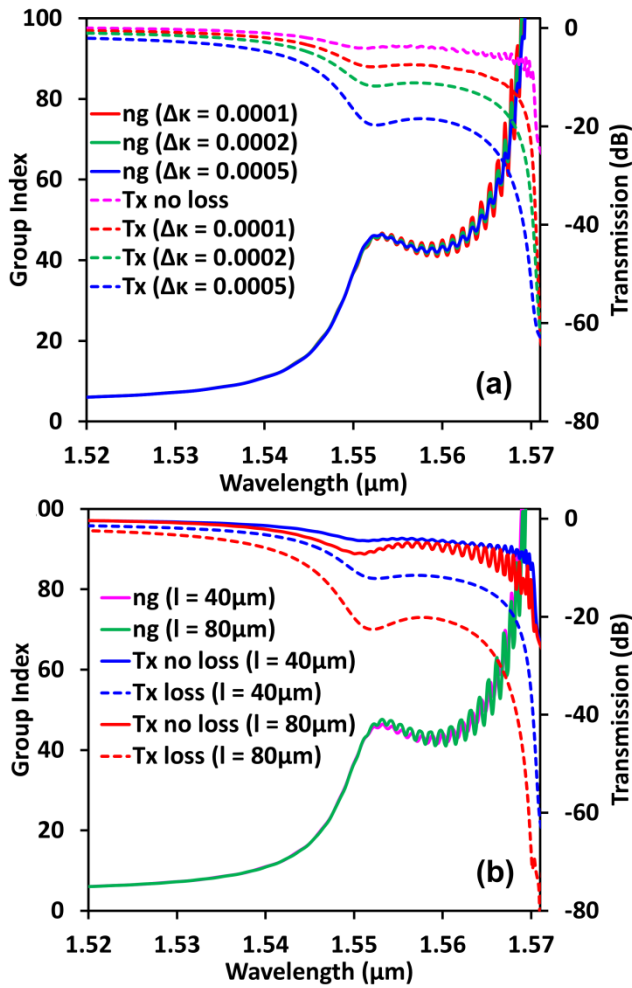 100
80
60
40
20
0
Group Index
ng (Δκ = 0.0001)
ng (Δκ = 0.0002)
ng (Δκ = 0.0005)
Tx no loss
Tx (Δκ = 0.0001)
Tx (Δκ = 0.0002)
Tx (Δκ = 0.0005)
(a)
0
-20
-40
-60
-80
Transmission (dB)
1.52 1.53 1.54 1.55 1.56 1.57
Wavelength (μm)
00
80
60
40
20
0
Group Index
ng (l = 40μm)
ng (l = 80μm)
Tx no loss (l = 40μm)
Tx loss (l = 40μm)
Tx no loss (l = 80μm)
Tx loss (l = 80μm)
(b)
0
-20
-40
-60
-80
Transmission (dB)
1.52 1.53 1.54 1.55 1.56 1.57
Wavelength (μm)